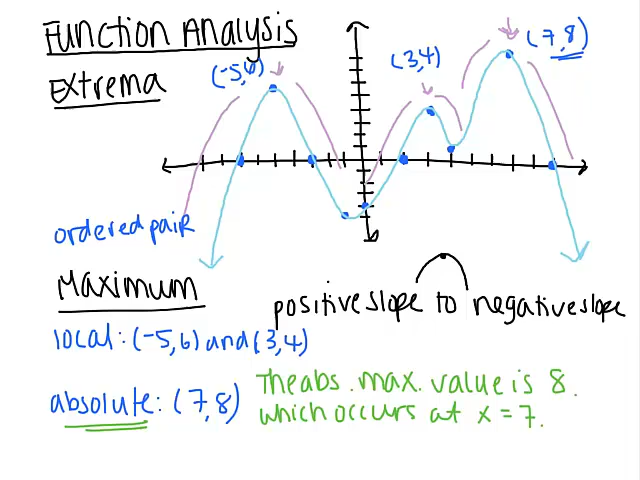 Function Analysis
Extrema
(-5,6)
(3,4)
(7,8)
ordered pair
Maximum
positive slope to negative slope
local: (-5,6) and (3,4)
absolute: (7,8)
The abs. max. value is 8
which occurs at x = 7.